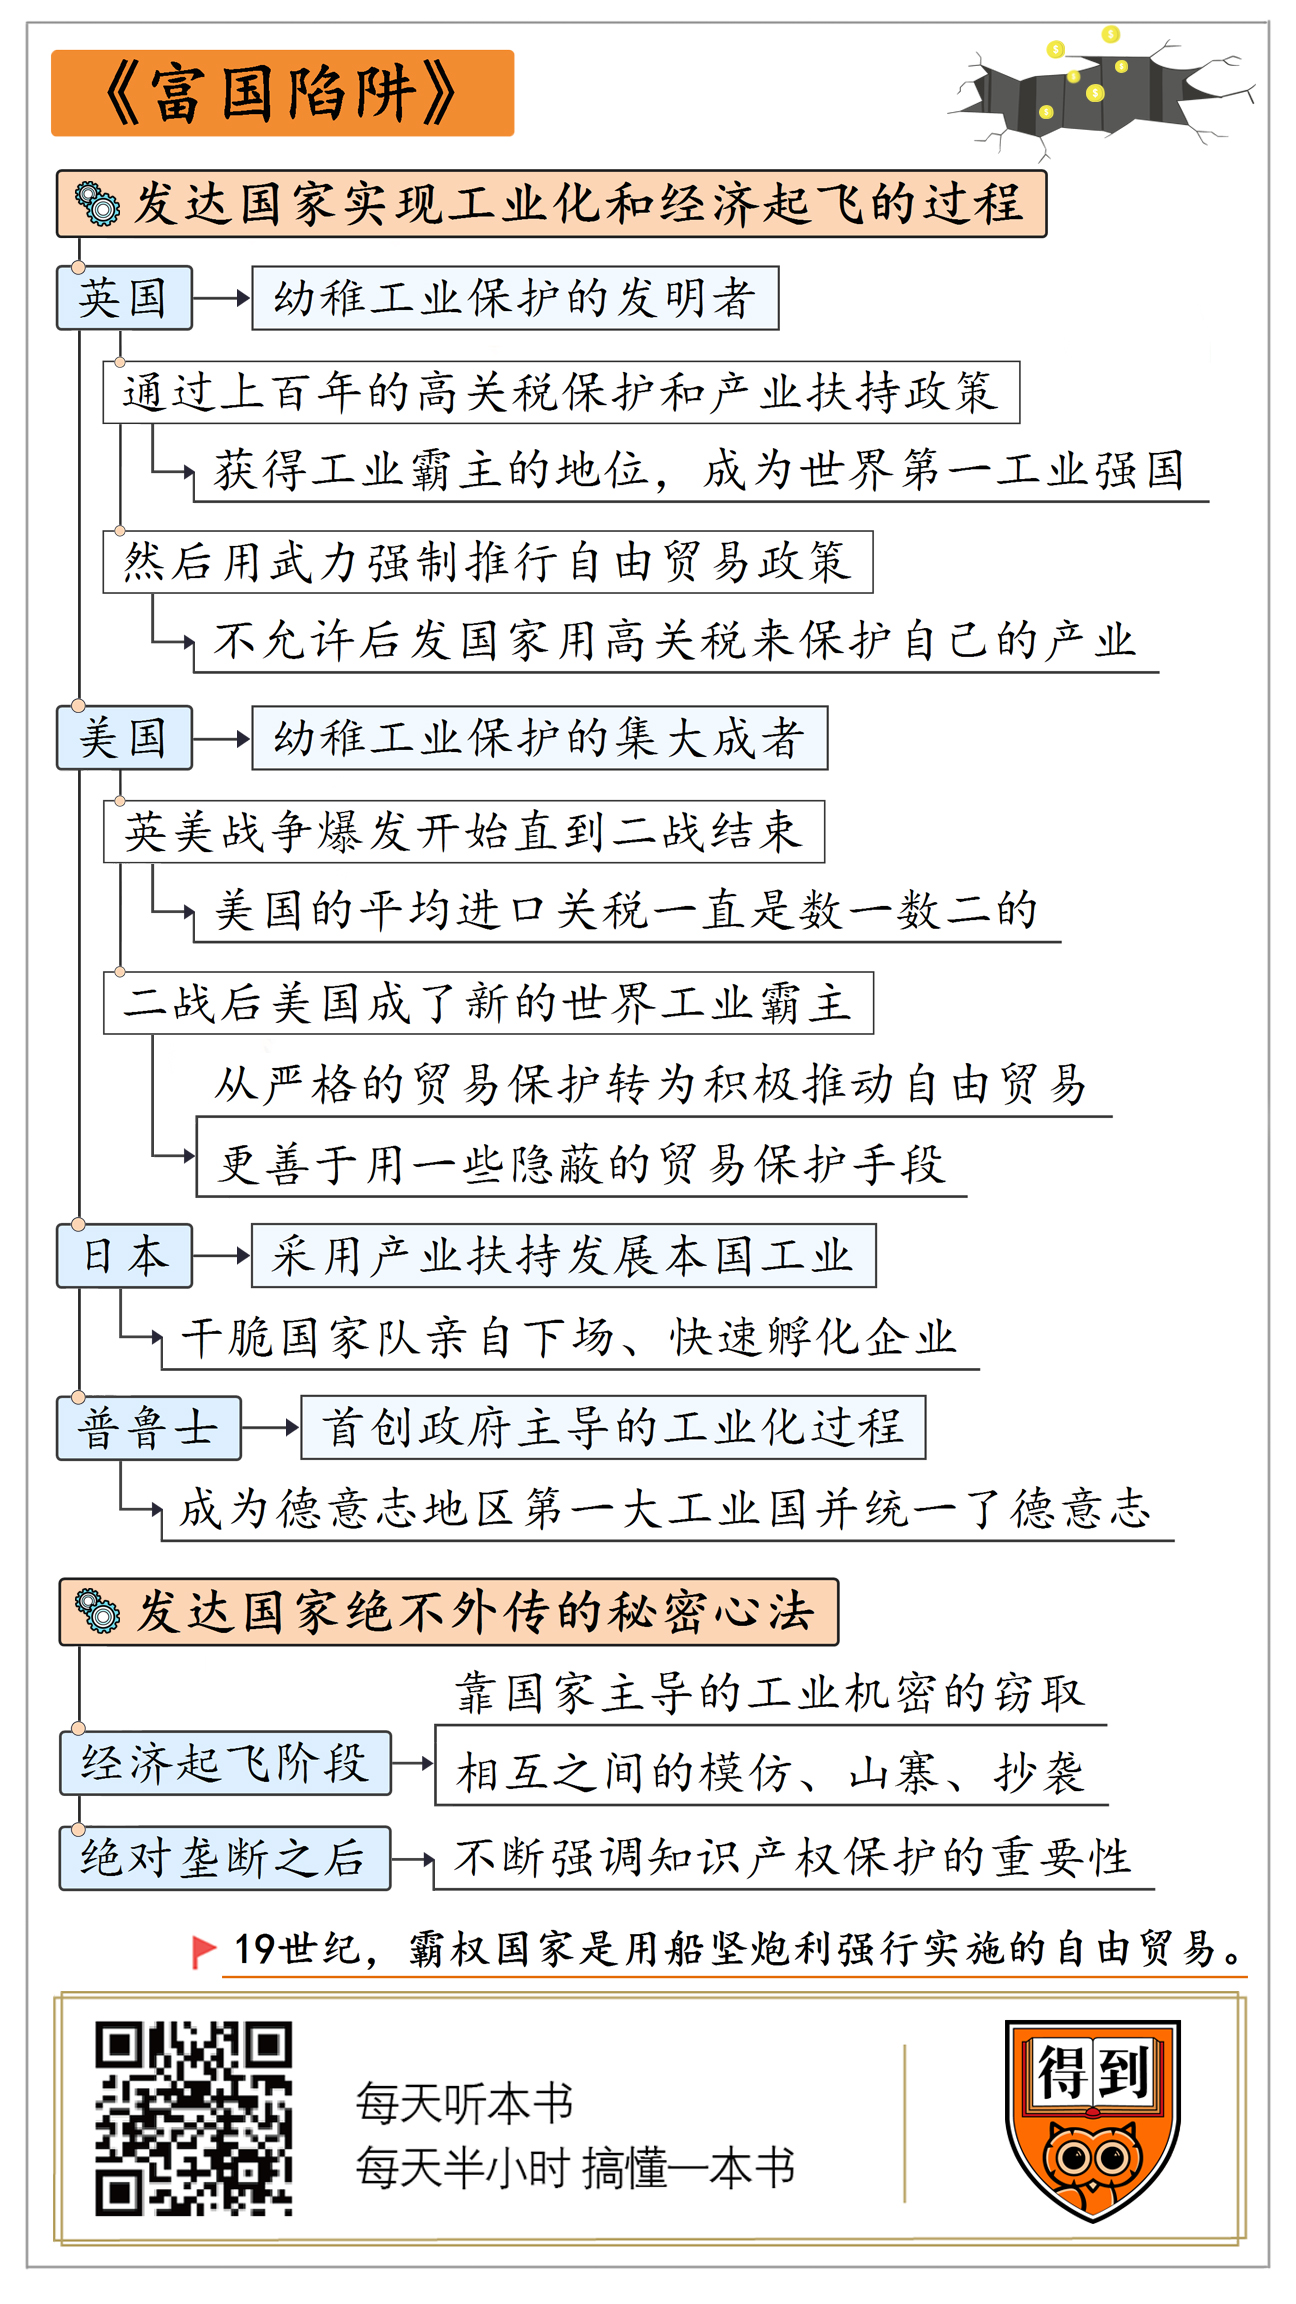 《富国陷阱》
发达国家实现工业化和经济起飞的过程
英国
幼稚工业保护的发明者
通过上百年的高关税保护和产业扶持政策
获得工业霸主的地位，成为世界第一工业强国
然后用武力强制推行自由贸易政策
不允许后发国家用高关税来保护自己的产业
美国
幼稚工业保护的集大成者
英美战争爆发开始直到二战结束
美国的平均进口关税一直是数一数二的
二战后美国成了新的世界工业霸主
从严格的贸易保护转为积极推动自由贸易
更善于用一些隐蔽的贸易保护手段
日本
采用产业扶持发展本国工业
干脆国家队亲自下场、快速孵化企业
普鲁士
首创政府主导的工业化过程
成为德意志地区第一大工业国并统一了德意志
发达国家绝不外传的秘密心法
经济起飞阶段
靠国家主导的工业机密的窃取
相互之间的模仿、山寨、抄袭
绝对垄断之后
不断强调知识产权保护的重要性
19世纪，霸权国家是用船坚炮利强行实施的自由贸易。
每天听本书
每天半小时 搞懂一本书
得到